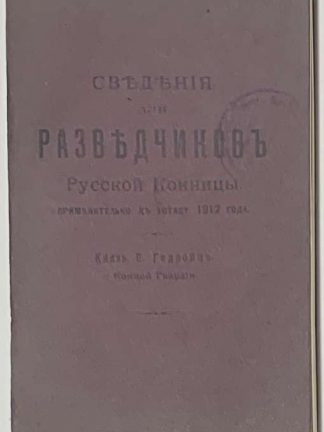 СВѢДѢНІЯ
для
РАЗВѢДЧИКОВЪ
Русской Конницы.
примѣнительно къ уставу 1912 года.
Князь Гедройцъ
Конной Гвардіи